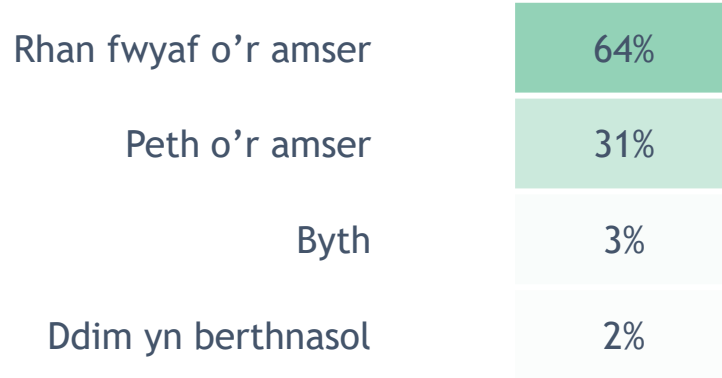 Rhan fwyaf o’r amser 64%
Peth o’r amser 31%
Byth 3%
Ddim yn berthnasol 2%